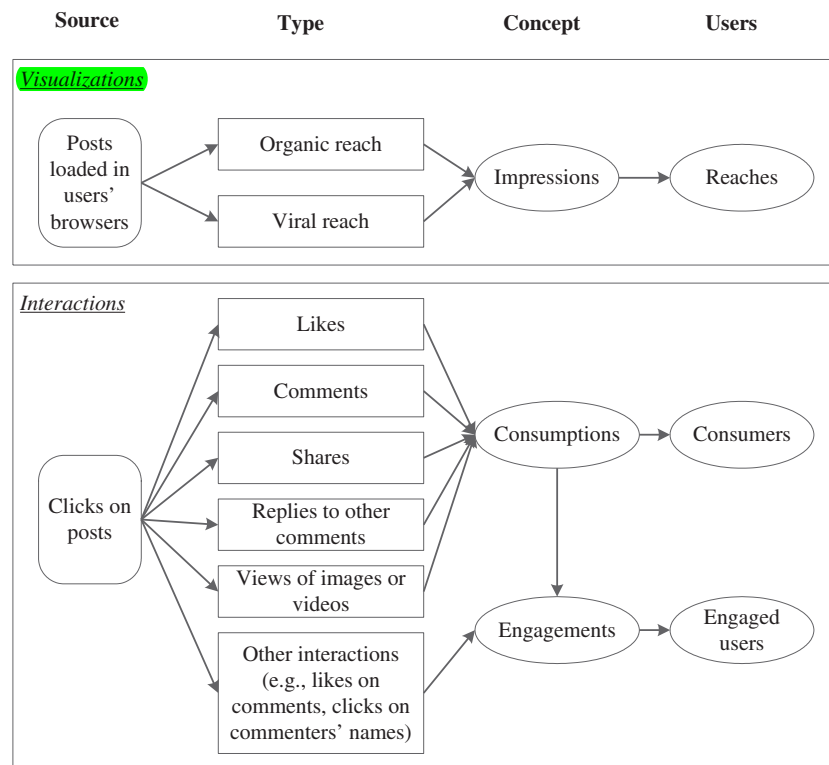 Source Type Concept Users
Visualizations
Posts
loaded in
users’
browsers
Organic reach
Viral reach
Impressions
Reaches
Interactions
Clicks on
posts
Likes
Comments
Shares
Replies to other
comments
Views of images or
videos
Other interactions
(e.g., likes on
comments, clicks on
commenters’ names)
Consumptions
Consumers
Engagements
Engaged
users